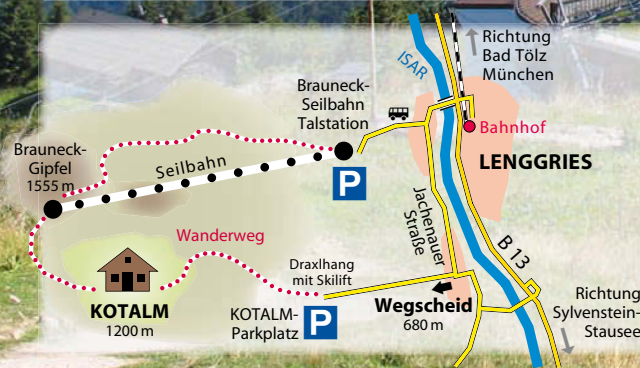 Richtung
Bad Tölz
München
ISAR
Brauneck-
Seilbahn
Talstation
Bahnhof
Brauneck-
Gipfel
1555 m
Seilbahn
P
LENGGRIES
Jachenauer
Straße
Wanderweg
B 13
Draxlhang
mit Skilift
KOTALM
1200 m
KOTALM-
Parkplatz
P
Wegscheid
680 m
Richtung
Sylvenstein-
Stausee